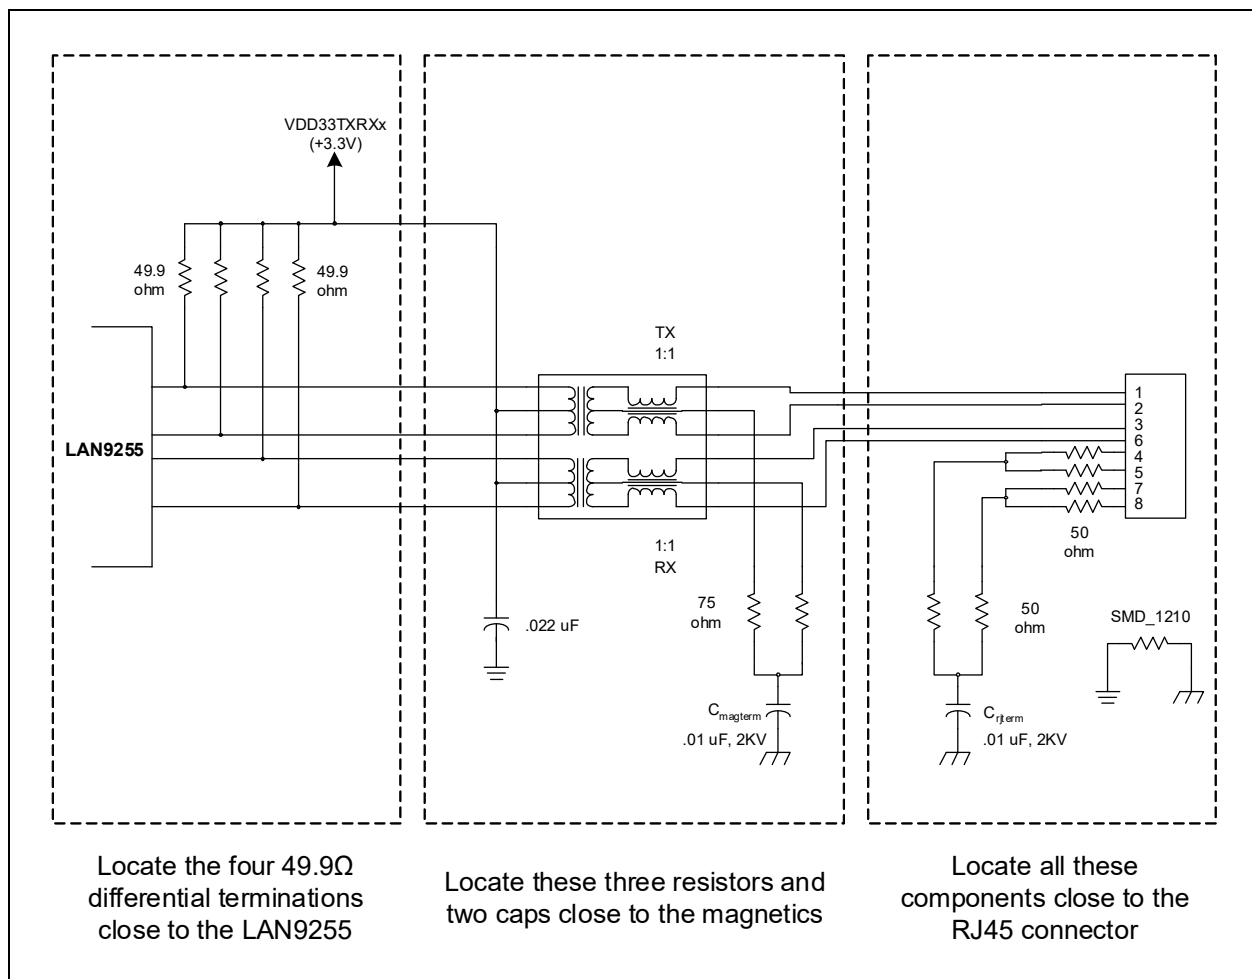 VDD33TXRXx
(+3.3V)
49.9
ohm
49.9
ohm
LAN9255
TX
1:1
1:1
RX
.022 uF
75
ohm
Cmagterm
.01 uF, 2KV
1
2
3
6
4
5
7
8
50
ohm
50
ohm
SMD_1210
Crjterm
.01 uF, 2KV
Locate the four 49.9Ω
differential terminations
close to the LAN9255
Locate these three resistors and
two caps close to the magnetics
Locate all these
components close to the
RJ45 connector